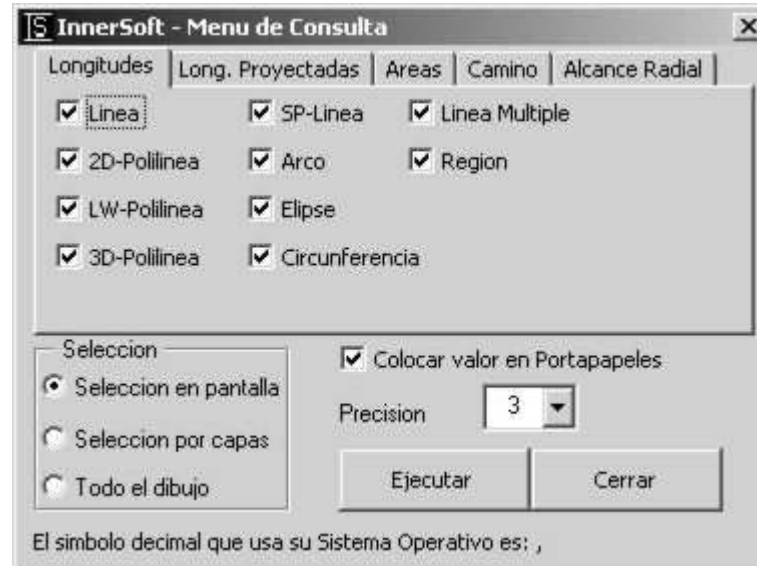 InnerSoft - Menu de Consulta
Longitudes Long. Proyectadas Areas Camino Alcance Radial
Linea SP-Linea Linea Multiple
2D-Polilinea Arco Region
LW-Polilinea Elipse
3D-Polilinea Circunferencia
Seleccion
Seleccion en pantalla
Seleccion por capas
Todo el dibujo
Colocar valor en Portapapeles
Precision 3
Ejecutar Cerrar
El simbolo decimal que usa su Sistema Operativo es: ,